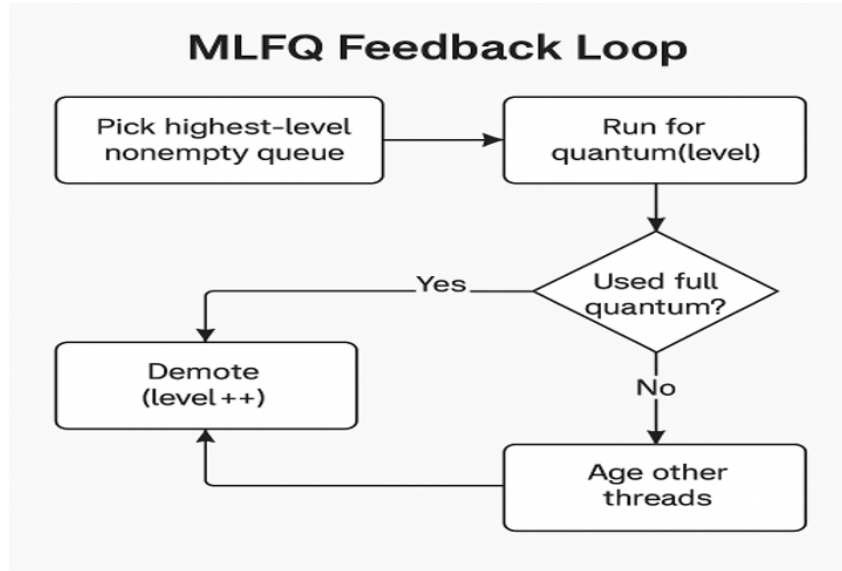 MLFQ Feedback Loop
Pick highest-level
nonempty queue
Run for
quantum(level)
Used full
quantum?
Yes
Demote
(level++)
No
Age other
threads